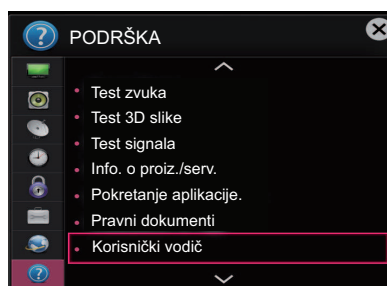 PODRŠKA
Test zvuka
Test 3D slike
Test signala
Info. o proiz./serv.
Pokretanje aplikacije.
Pravni dokumenti
Korisnički vodič